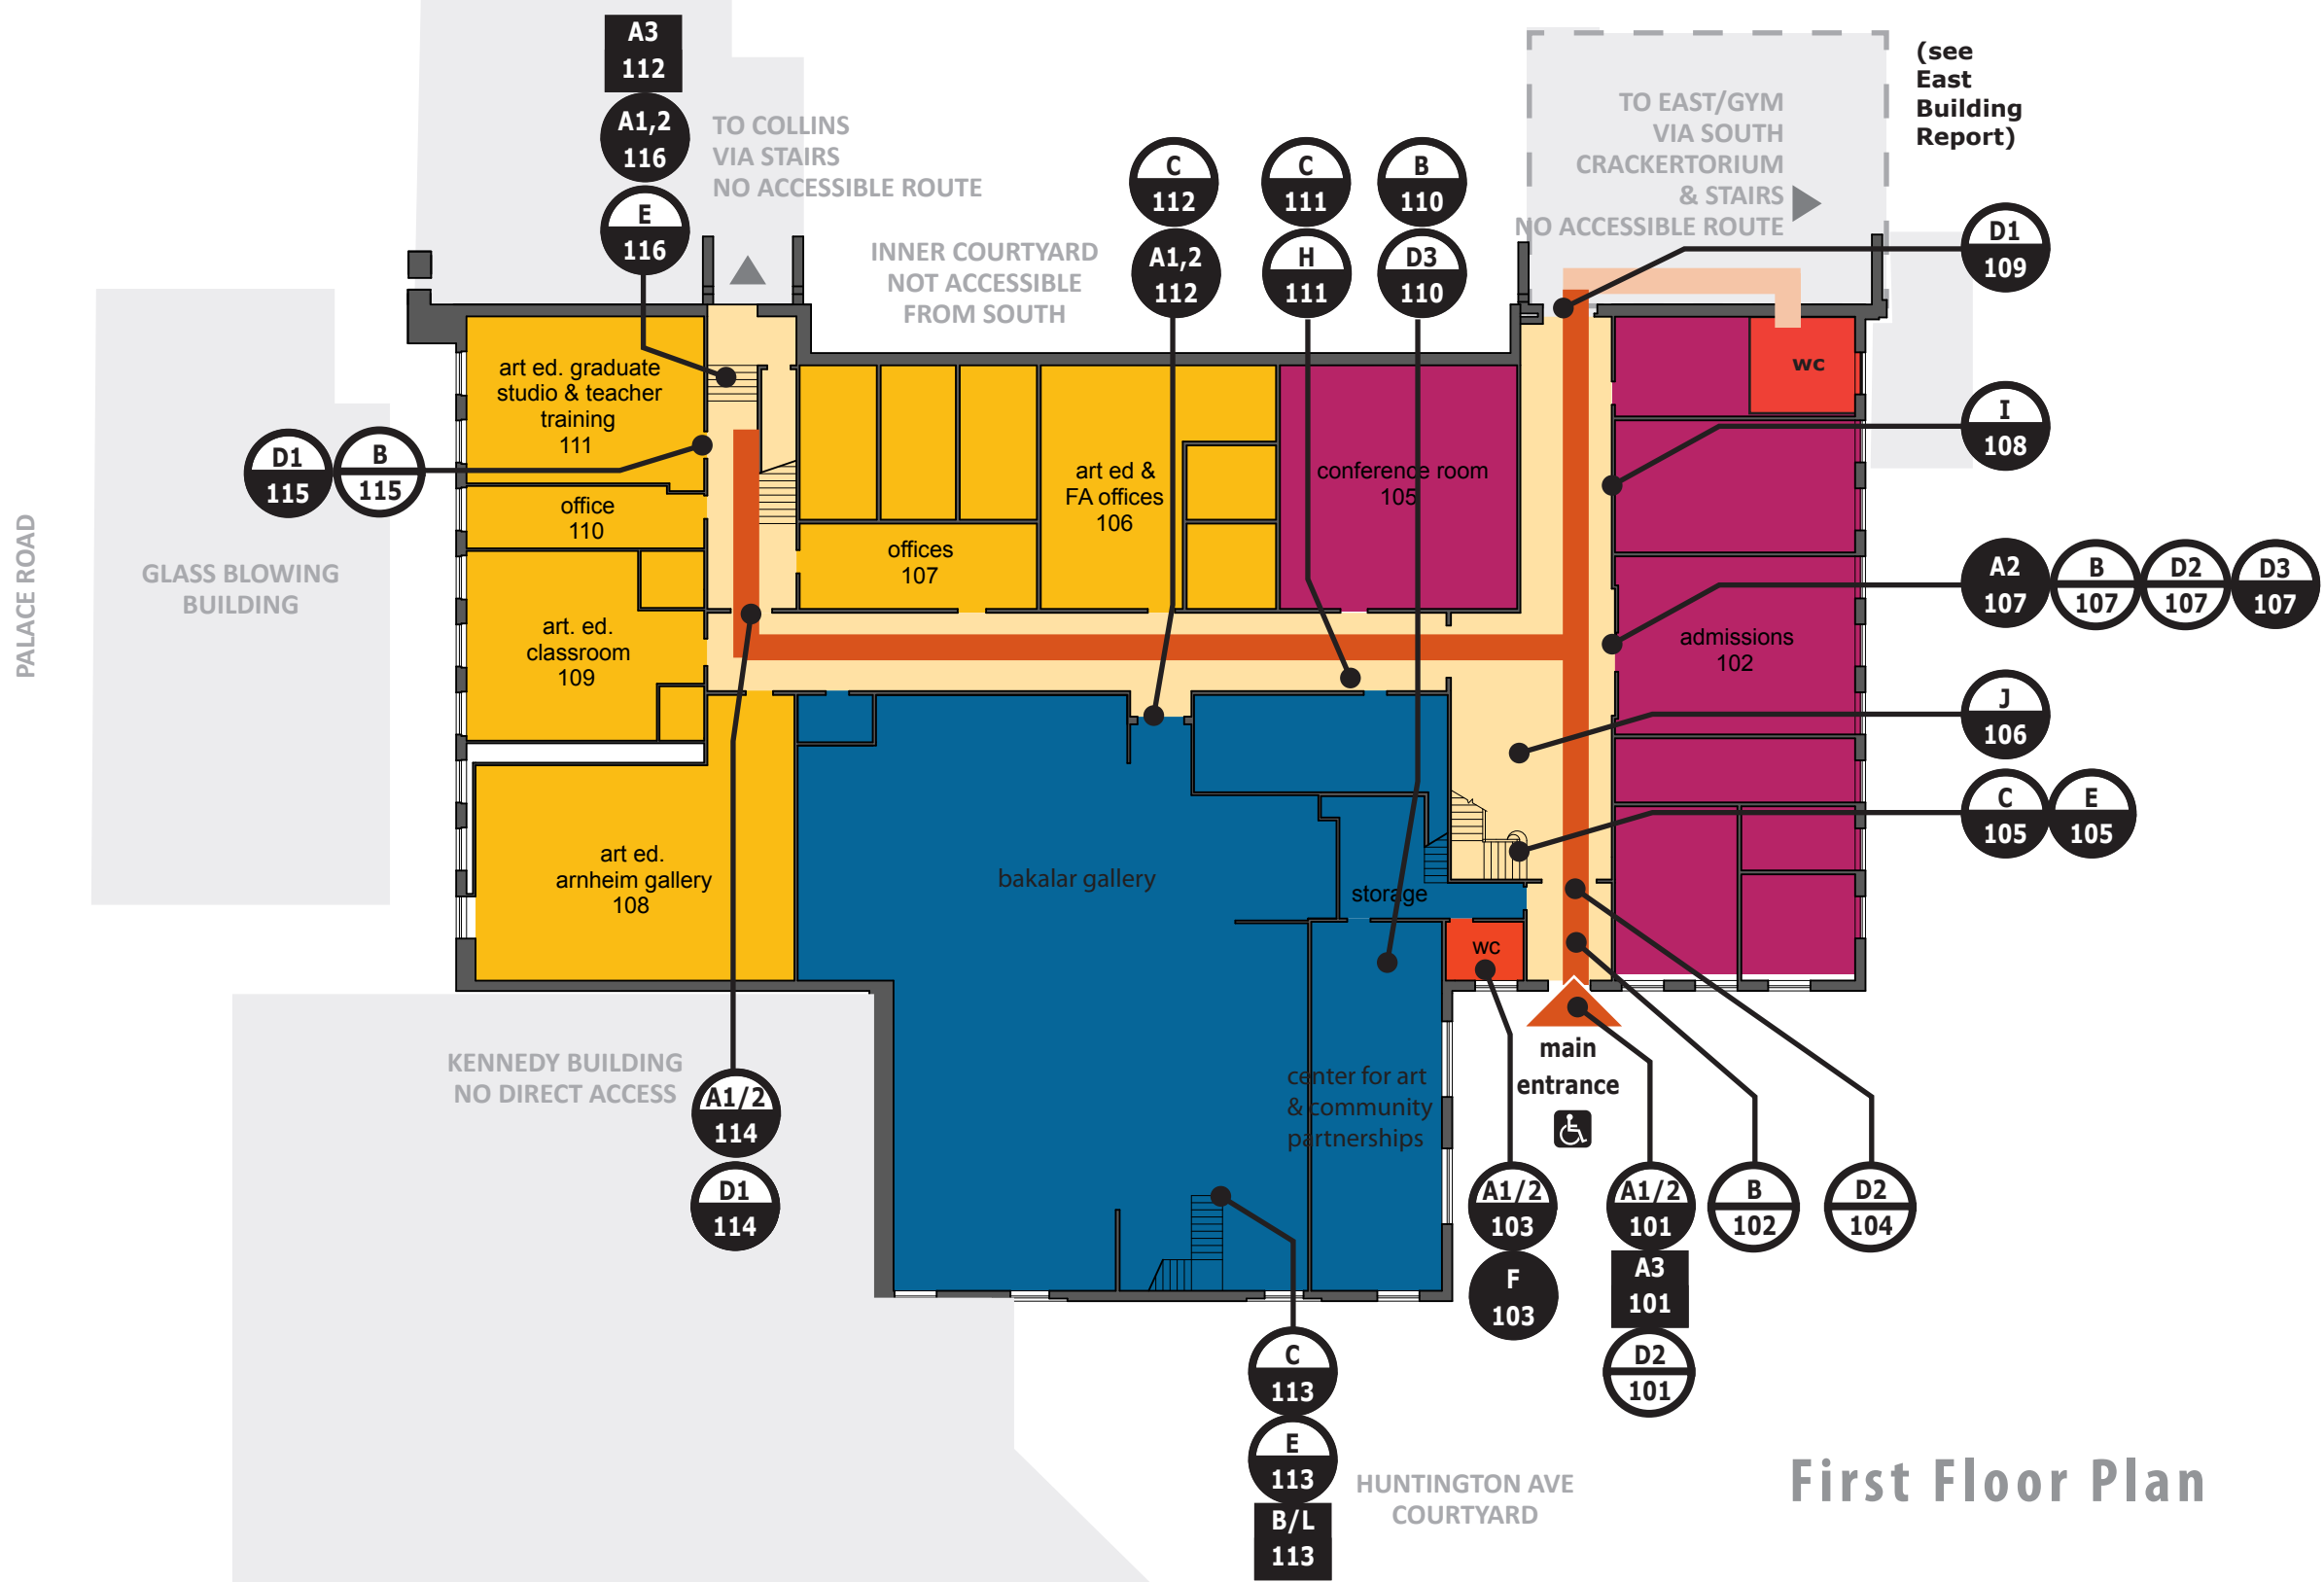 A3
112
A1,2
116
E
116
TO COLLINS
VIA STAIRS
NO ACCESSIBLE ROUTE
INNER COURTYARD
NOT ACCESSIBLE
FROM SOUTH
C
112
A1,2
112
C
111
H
111
B
110
D3
110
TO EAST/GYM
VIA SOUTH
CRACKERTORIUM
& STAIRS
NO ACCESSIBLE ROUTE
(see
East
Building
Report)
D1
109
I
108
A2
107
B
107
D2
107
D3
107
J
106
C
105
E
105
D1
115
B
115
PALACE ROAD
GLASS BLOWING
BUILDING
art ed. graduate
studio & teacher
training
111
office
110
art. ed.
classroom
109
art ed.
arnheim gallery
108
offices
107
art ed &
FA offices
106
conference room
105
wc
admissions
102
bakalar gallery
storage
wc
center for art
& community
partnerships
main
entrance
KENNEDY BUILDING
NO DIRECT ACCESS
A1/2
114
D1
114
A1/2
103
F
103
A1/2
101
A3
101
D2
101
B
102
D2
104
C
113
E
113
B/L
113
HUNTINGTON AVE
COURTYARD
First Floor Plan